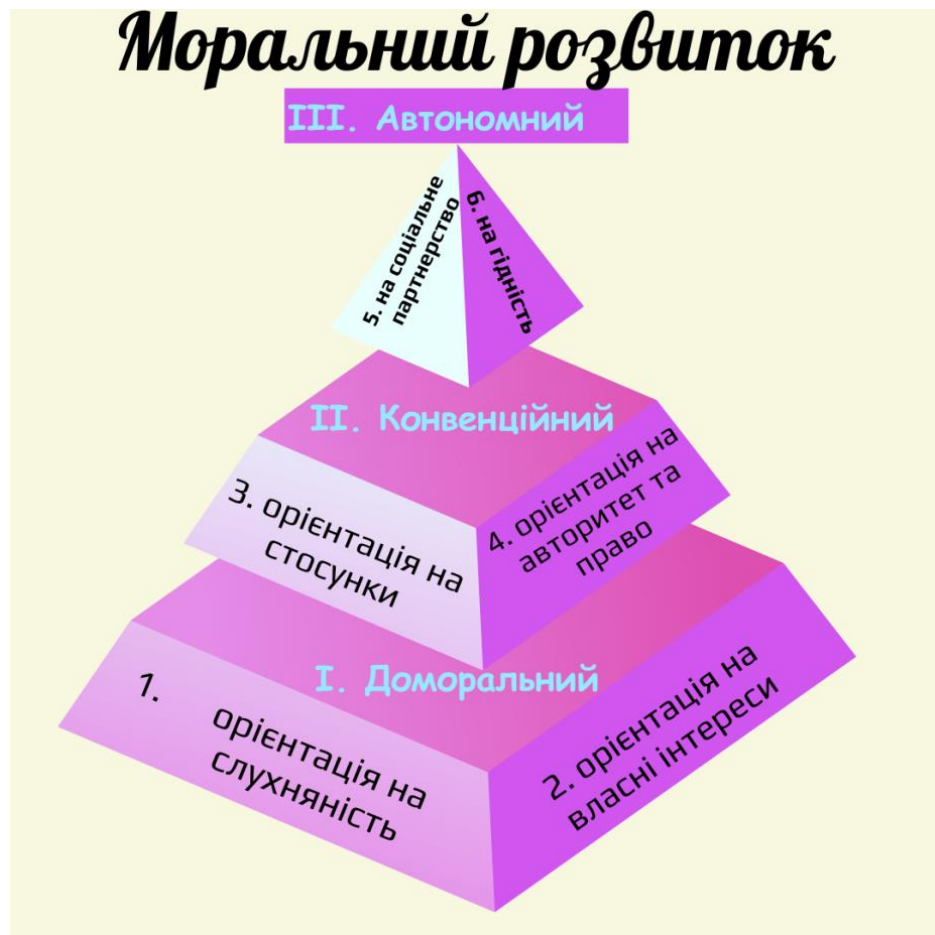 Моральний розвиток
III. Автономний
5. на соціальне
партнерство
6. на гідність
II. Конвенційний
3. орієнтація на
стосунки
4. орієнтація на
авторитет та
право
I. Доморальний
1.
орієнтація на
слухняність
2. орієнтація на
власні інтереси